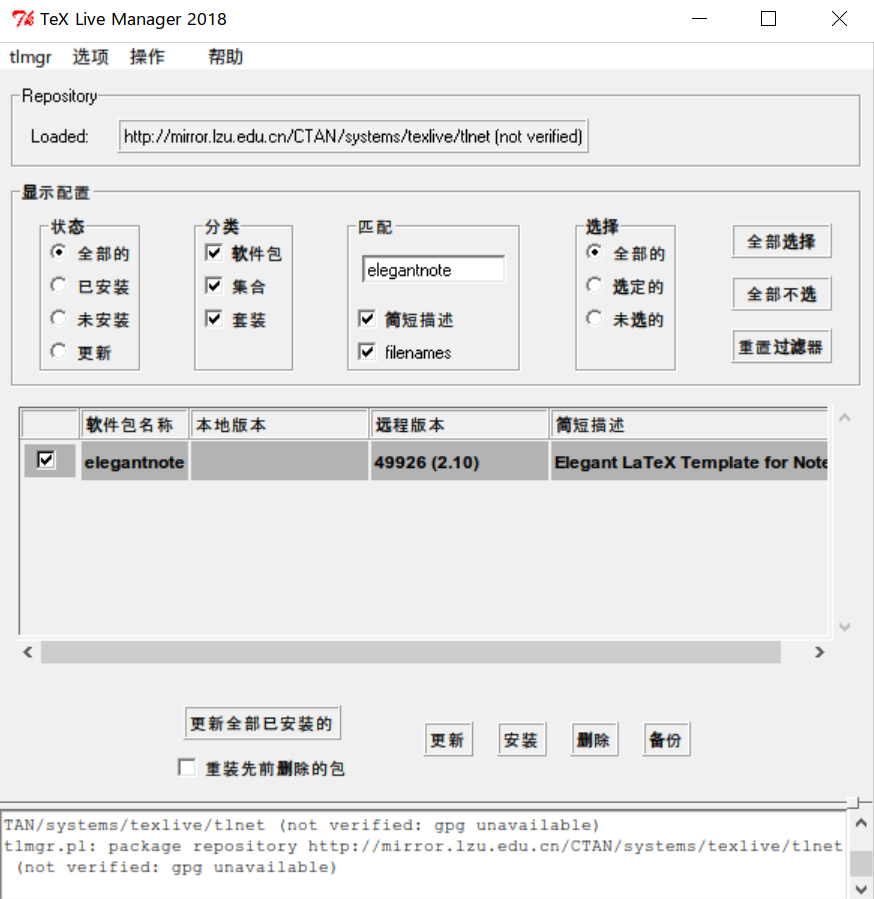 TeX Live Manager 2018
tlmgr 选项 操作 帮助
Repository
Loaded: http://mirror.lzu.edu.cn/CTAN/systems/texlive/tlnet (not verified)
显示配置
状态 分类 匹配 选择
全部的 软件包 elegantnote 全部的 全部选择
已安装 集合 选定的 全部不选
未安装 套装 简短描述 未选的
更新 filenames 重置过滤器
软件包名称 本地版本 远程版本 简短描述
elegantnote 49926 (2.10) Elegant LaTeX Template for Note
更新全部已安装的
更新 安装 删除 备份
重装先前删除的包
TAN/systems/texlive/tlnet (not verified: gpg unavailable)
tlmgr.pl: package repository http://mirror.lzu.edu.cn/CTAN/systems/texlive/tlnet
(not verified: gpg unavailable)